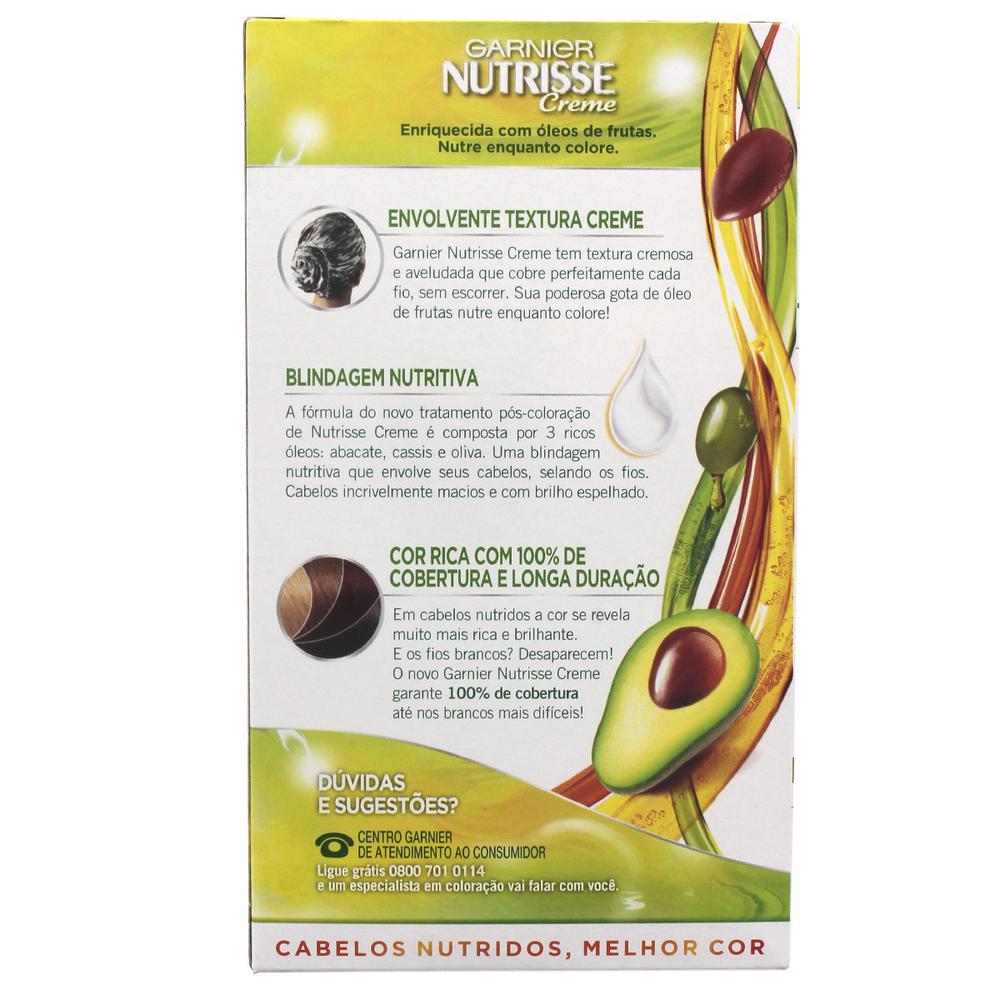 GARNIER
NUTRISSE
Creme
Enriquecida com óleos de frutas.
Nutre enquanto colore.
ENVOLVENTE TEXTURA CREME
Garnier Nutrisse Creme tem textura cremosa
e aveludada que cobre perfeitamente cada
fio, sem escorrer. Sua poderosa gota de óleo
de frutas nutre enquanto colore!
BLINDAGEM NUTRITIVA
A fórmula do novo tratamento pós-coloração
de Nutrisse Creme é composta por 3 ricos
óleos: abacate, cassis e oliva. Uma blindagem
nutritiva que envolve seus cabelos, selando os fios.
Cabelos incrivelmente macios e com brilho espelhado.
COR RICA COM 100% DE
COBERTURA E LONGA DURAÇÃO
Em cabelos nutridos a cor se revela
muito mais rica e brilhante.
E os fios brancos? Desaparecem!
O novo Garnier Nutrisse Creme
garante 100% de cobertura
até nos brancos mais difíceis!
DÚVIDAS
E SUGESTÕES?
CENTRO GARNIER
DE ATENDIMENTO AO CONSUMIDOR
Ligue grátis 0800 701 0114
e um especialista em coloração vai falar com você.
CABELOS NUTRIDOS, MELHOR COR